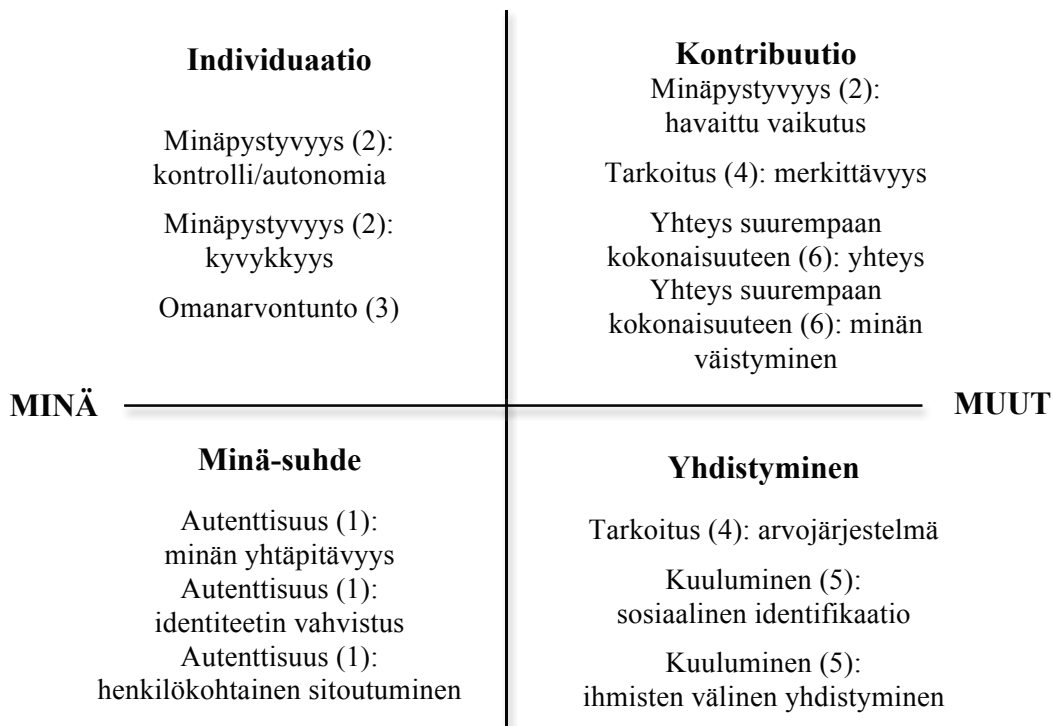 Individuaatio
Minäpystyvyys (2):
kontrolli/autonomia
Minäpystyvyys (2):
kyvykkyys
Omanarvontunto (3)
Kontribuutio
Minäpystyvyys (2):
havaittu vaikutus
Tarkoitus (4): merkittävyys
Yhteys suurempaan
kokonaisuuteen (6): yhteys
Yhteys suurempaan
kokonaisuuteen (6): minän
väistyminen
MINÄ
MUUT
Minä-suhde
Autenttisuus (1):
minän yhtäpitävyys
Autenttisuus (1):
identiteetin vahvistus
Autenttisuus (1):
henkilökohtainen sitoutuminen
Yhdistyminen
Tarkoitus (4): arvojärjestelmä
Kuuluminen (5):
sosiaalinen identifikaatio
Kuuluminen (5):
ihmisten välinen yhdistyminen